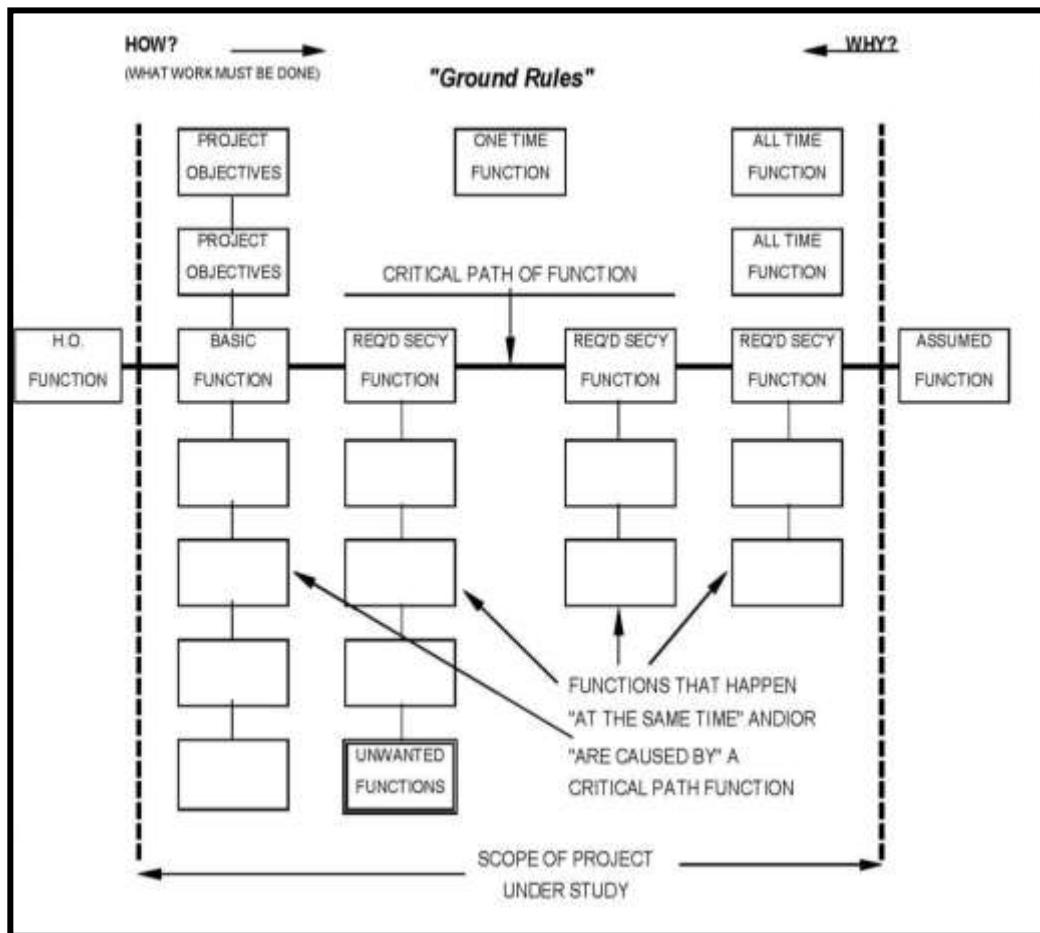 HOW?
WHY?
(WHAT WORK MUST BE DONE)
"Ground Rules"
PROJECT
OBJECTIVES
ONE TIME
FUNCTION
ALL TIME
FUNCTION
PROJECT
OBJECTIVES
ALL TIME
FUNCTION
CRITICAL PATH OF FUNCTION
H.O.
FUNCTION
BASIC
FUNCTION
REQ'D SEC'Y
FUNCTION
REQ'D SEC'Y
FUNCTION
REQ'D SEC'Y
FUNCTION
ASSUMED
FUNCTION
FUNCTIONS THAT HAPPEN
"AT THE SAME TIME" ANDIOR
"ARE CAUSED BY" A
CRITICAL PATH FUNCTION
UNWANTED
FUNCTIONS
SCOPE OF PROJECT
UNDER STUDY